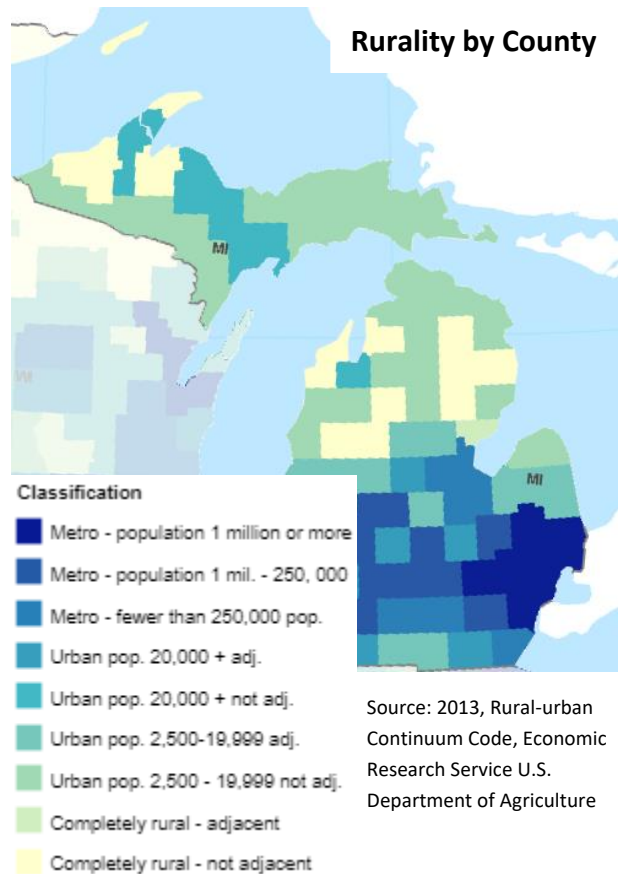 Rurality by County
MI
MI
Classification
Metro - population 1 million or more
Metro - population 1 mil. - 250, 000
Metro - fewer than 250,000 pop.
Urban pop. 20,000 + adj.
Urban pop. 20,000 + not adj.
Urban pop. 2,500-19,999 adj.
Urban pop. 2,500 - 19,999 not adj.
Completely rural - adjacent
Completely rural - not adjacent
Source: 2013, Rural-urban
Continuum Code, Economic
Research Service U.S.
Department of Agriculture